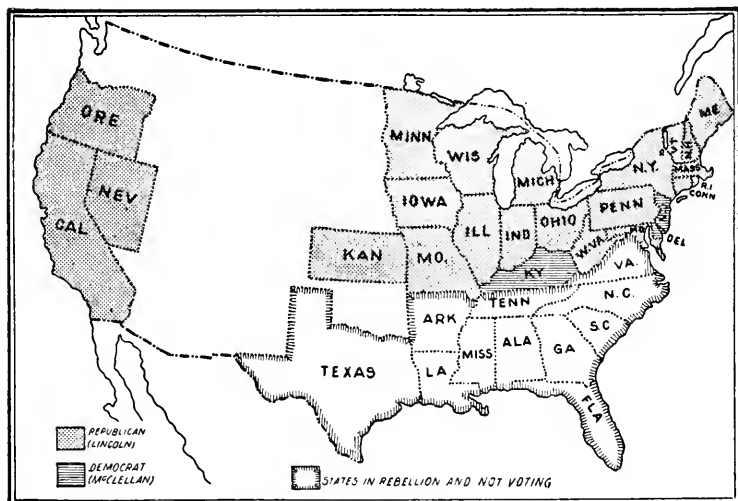 ORE
NEV
CAL
MINN
WIS
MICH
IOWA
ILL
IND
OHIO
KAN
MO.
KY
W.VA.
PENN
N.Y.
VT.
N.H.
ME
MASS
R.I
CONN
DEL
MD
VA.
N.C.
S.C
TENN
ARK
MISS
ALA
GA
FLA
LA
TEXAS
REPUBLICAN
(LINCOLN)
DEMOCRAT
(McCLELLAN)
STATES IN REBELLION AND NOT VOTING